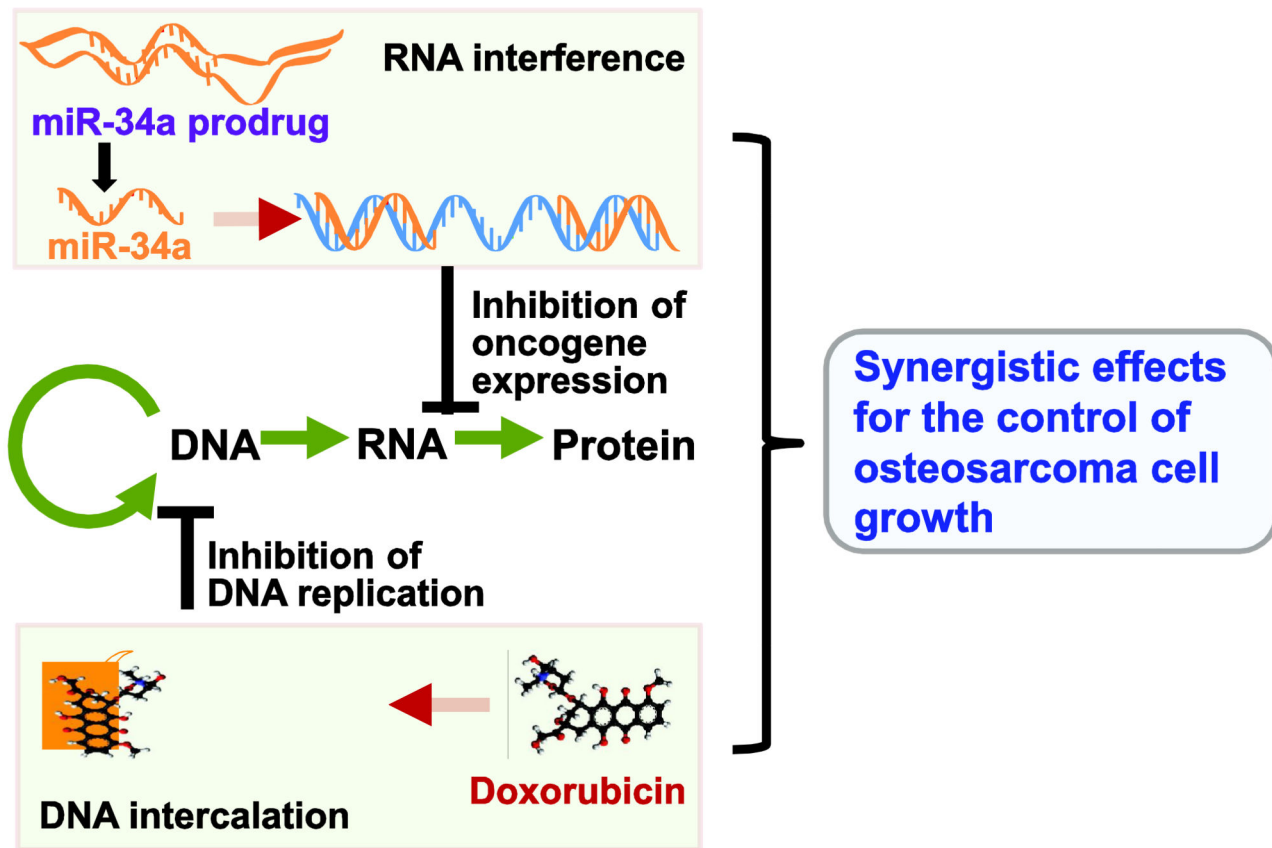 RNA interference
miR-34a prodrug
miR-34a
Inhibition of
oncogene
expression
DNA
RNA
Protein
Inhibition of
DNA replication
DNA intercalation
Doxorubicin
Synergistic effects
for the control of
osteosarcoma cell
growth